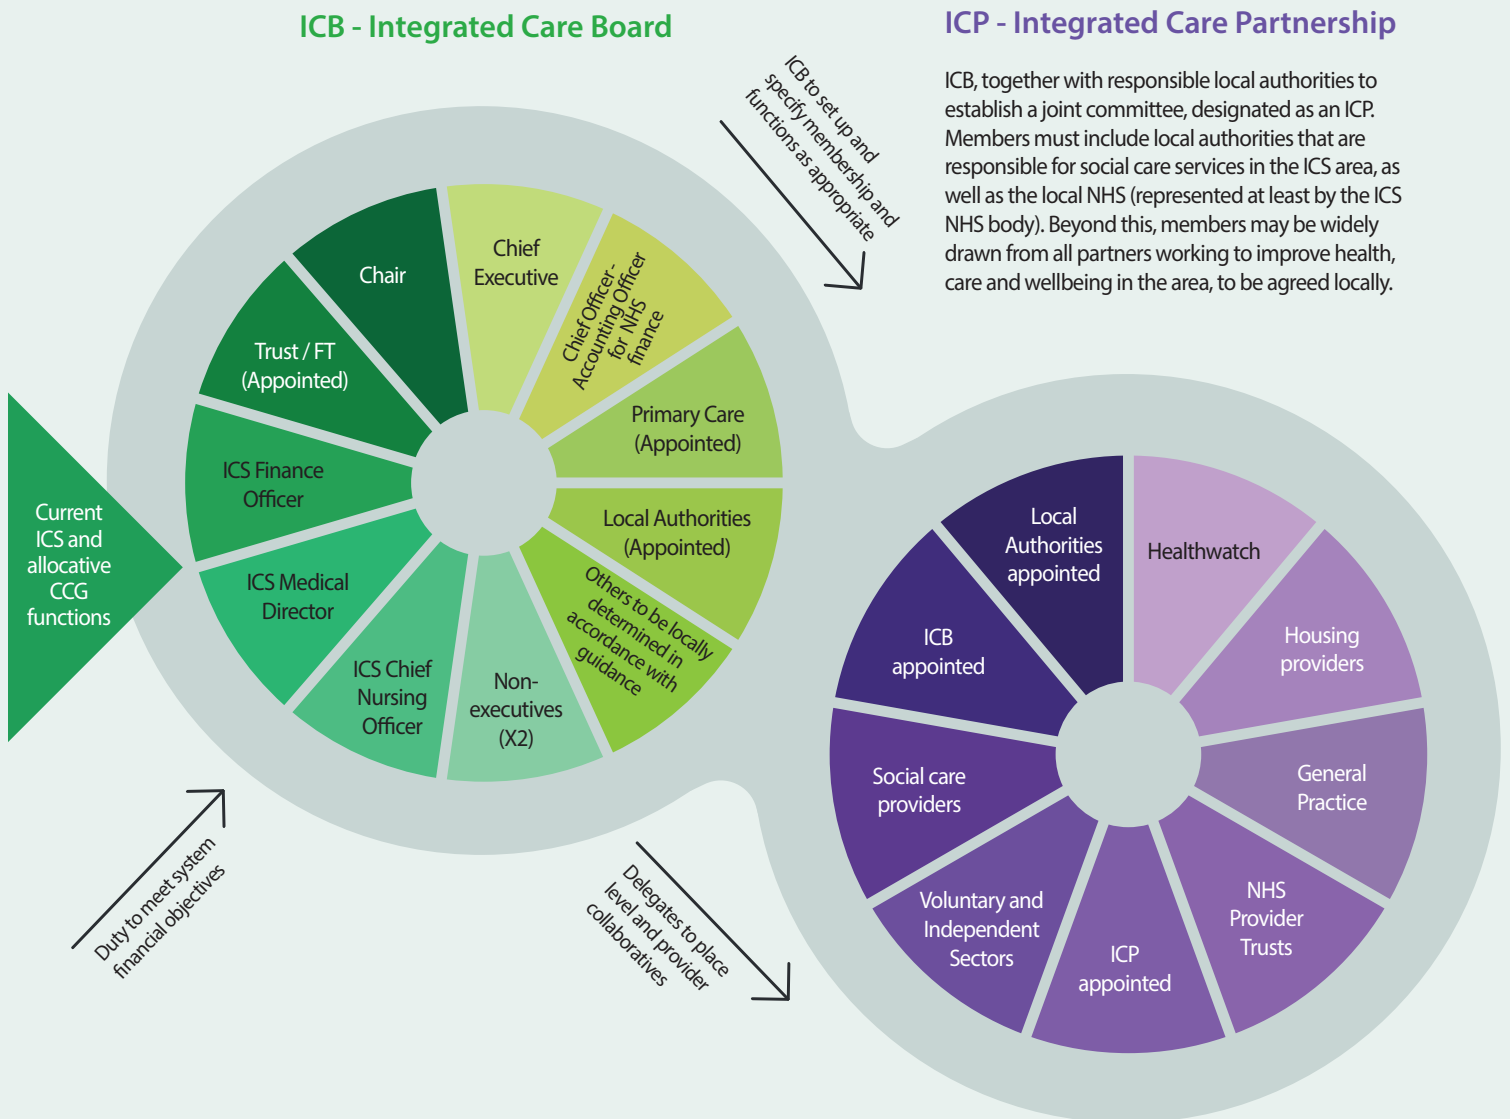 ICB - Integrated Care Board
ICP - Integrated Care Partnership
ICB, together with responsible local authorities to
establish a joint committee, designated as an ICP.
Members must include local authorities that are
responsible for social care services in the ICS area, as
well as the local NHS (represented at least by the ICS
NHS body). Beyond this, members may be widely
drawn from all partners working to improve health,
care and wellbeing in the area, to be agreed locally.
ICB to set up and
specify membership and
functions as appropriate
Chair
Chief
Executive
Chief Officer -
Accounting Officer
for NHS
finance
Primary Care
(Appointed)
Local Authorities
(Appointed)
Others to be locally
determined in
accordance with
guidance
Non-
executives
(X2)
ICS Chief
Nursing
Officer
ICS Medical
Director
ICS Finance
Officer
Trust / FT
(Appointed)
Current
ICS and
allocative
CCG
functions
Duty to meet system
financial objectives
Delegates to place
level and provider
collaboratives
Local
Authorities
appointed
Healthwatch
Housing
providers
General
Practice
NHS
Provider
Trusts
ICP
appointed
Voluntary and
Independent
Sectors
Social care
providers
ICB
appointed